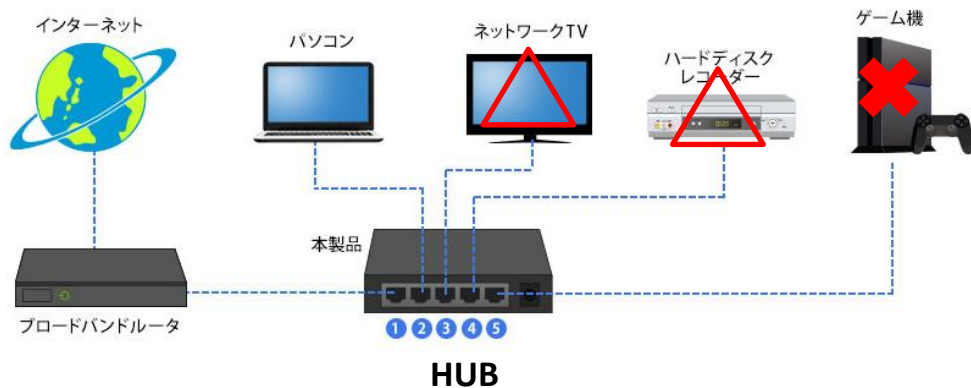 インターネット
パソコン
ネットワークTV
ハードディスク
レコーダー
ゲーム機
本製品
ブロードバンドルータ
1 2 3 4 5
HUB